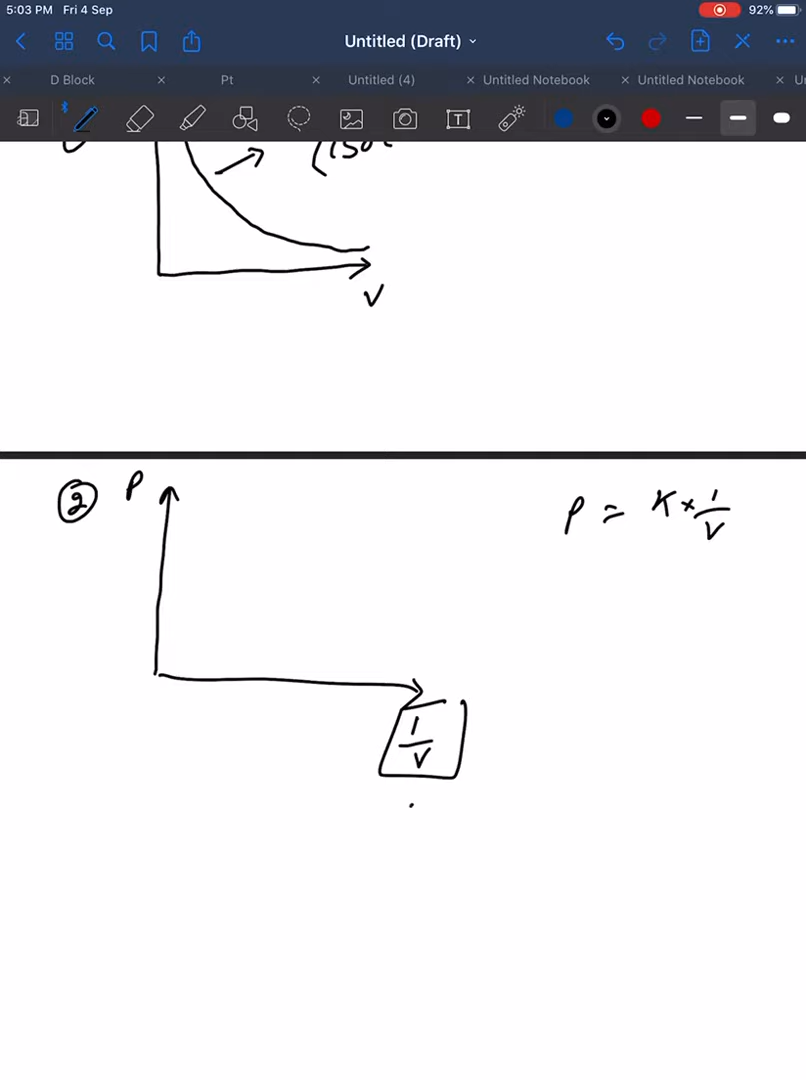 5:03 PM Fri 4 Sep
92%
Untitled (Draft)
D Block
Pt
Untitled (4)
Untitled Notebook
Untitled Notebook
T
V
2
P
P = K × 1/V
1/V